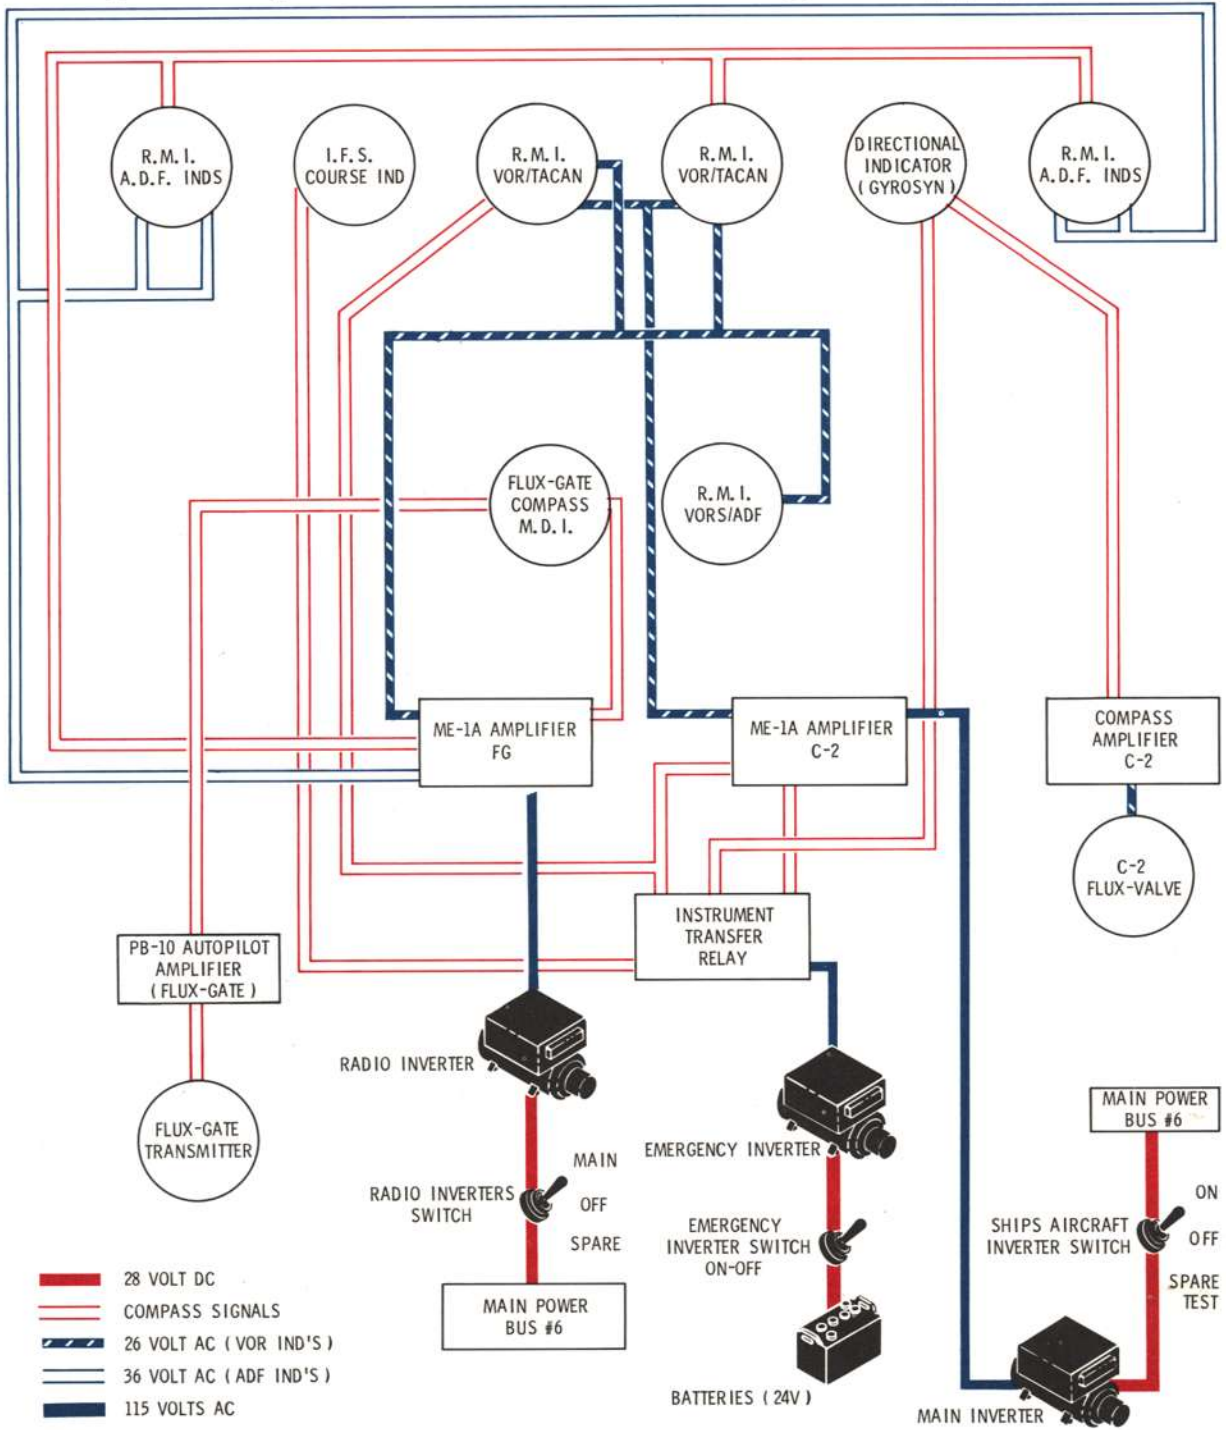 R.M.I.
A.D.F. INDS
I.F.S.
COURSE IND
R.M.I.
VOR/TACAN
R.M.I.
VOR/TACAN
DIRECTIONAL
INDICATOR
(GYROSYN)
R.M.I.
A.D.F. INDS
FLUX-GATE
COMPASS
M.D.I.
R.M.I.
VORS/ADF
ME-1A AMPLIFIER
FG
ME-1A AMPLIFIER
C-2
COMPASS
AMPLIFIER
C-2
C-2
FLUX-VALVE
INSTRUMENT
TRANSFER
RELAY
PB-10 AUTOPILOT
AMPLIFIER
(FLUX-GATE)
RADIO INVERTER
FLUX-GATE
TRANSMITTER
EMERGENCY INVERTER
MAIN POWER
BUS #6
RADIO INVERTERS
SWITCH
MAIN
OFF
SPARE
EMERGENCY
INVERTER SWITCH
ON-OFF
SHIPS AIRCRAFT
INVERTER SWITCH
ON
OFF
SPARE
TEST
MAIN POWER
BUS #6
BATTERIES (24V)
MAIN INVERTER
28 VOLT DC
COMPASS SIGNALS
26 VOLT AC (VOR IND'S)
36 VOLT AC (ADF IND'S)
115 VOLTS AC